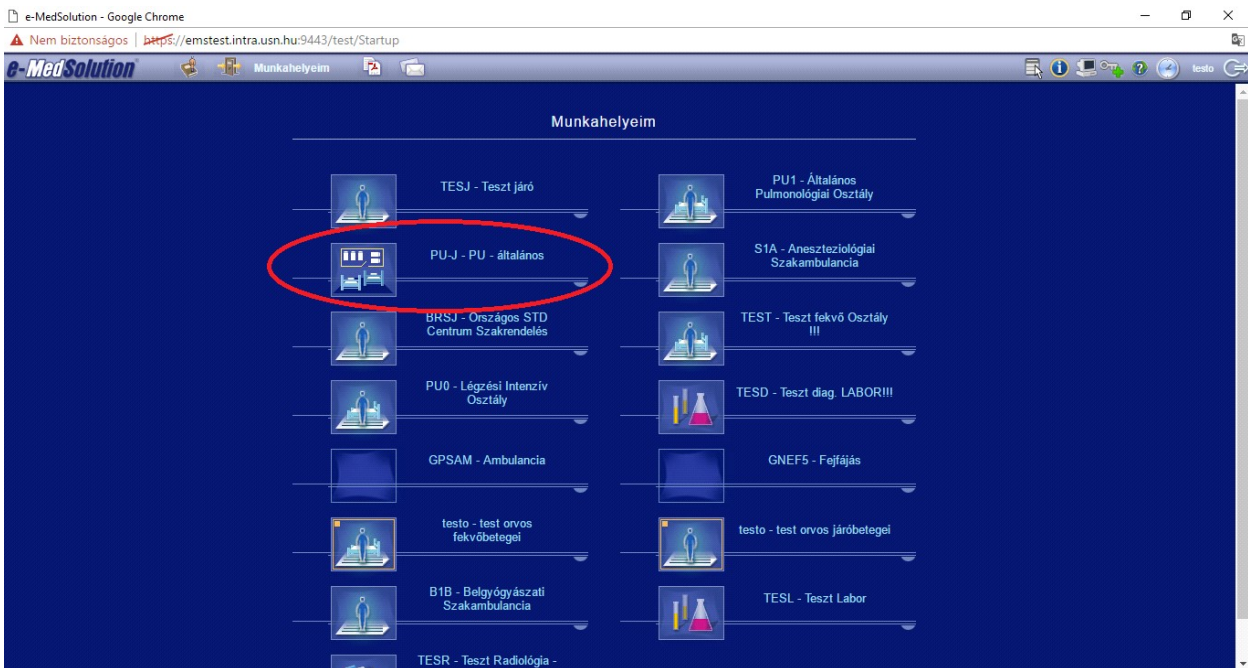 e-MedSolution - Google Chrome
Nem biztonságos | https://emstest.intra.usn.hu:9443/test/Startup
e-MedSolution Munkahelyeim testo
Munkahelyeim
TESJ - Teszt járó
PU1 - Általános
Pulmonológiai Osztály
PU-J - PU - általános
S1A - Aneszteziológiai
Szakambulancia
BRSJ - Országos STD
Centrum Szakrendelés
TEST - Teszt fekvő Osztály
!!!
PU0 - Légzési Intenzív
Osztály
TESD - Teszt diag. LABOR!!!
GPSAM - Ambulancia
GNEF5 - Fejfájás
testo - test orvos
fekvőbetegei
testo - test orvos járóbetegei
B1B - Belgyógyászati
Szakambulancia
TESL - Teszt Labor
TESR - Teszt Radiológia -